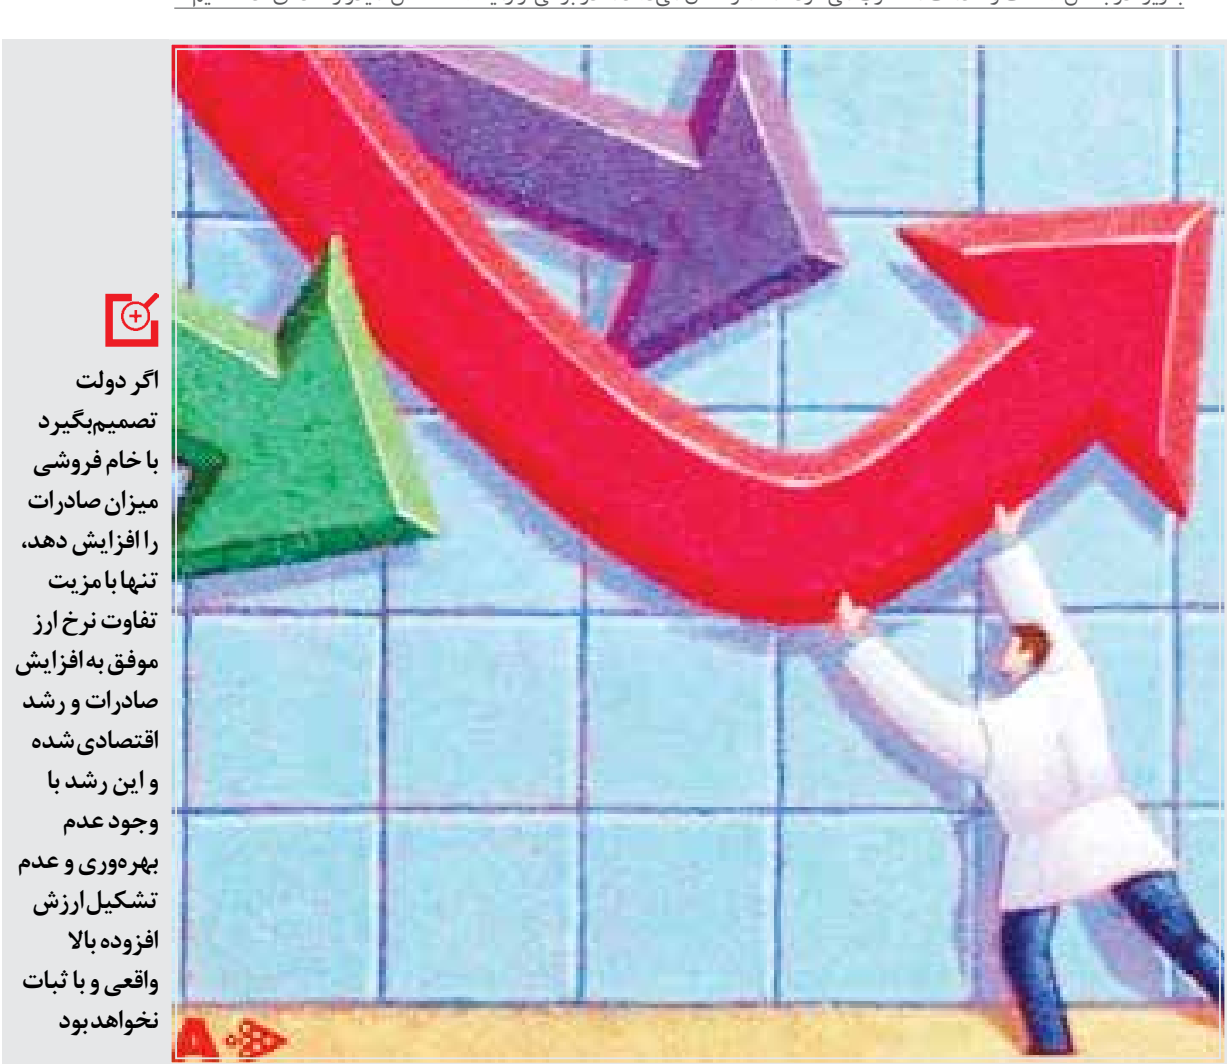 اگر دولت
تصمیم‌بگیرد
با خام فروشی
میزان صادرات
را افزایش دهد،
تنها با مزیت
تفاوت نرخ ارز
موفق به افزایش
صادرات و رشد
اقتصادی شده
و این رشد با
وجود عدم
بهره‌وری و عدم
تشکیل ارزش
افزوده بالا
واقعی و با ثبات
نخواهد بود
A